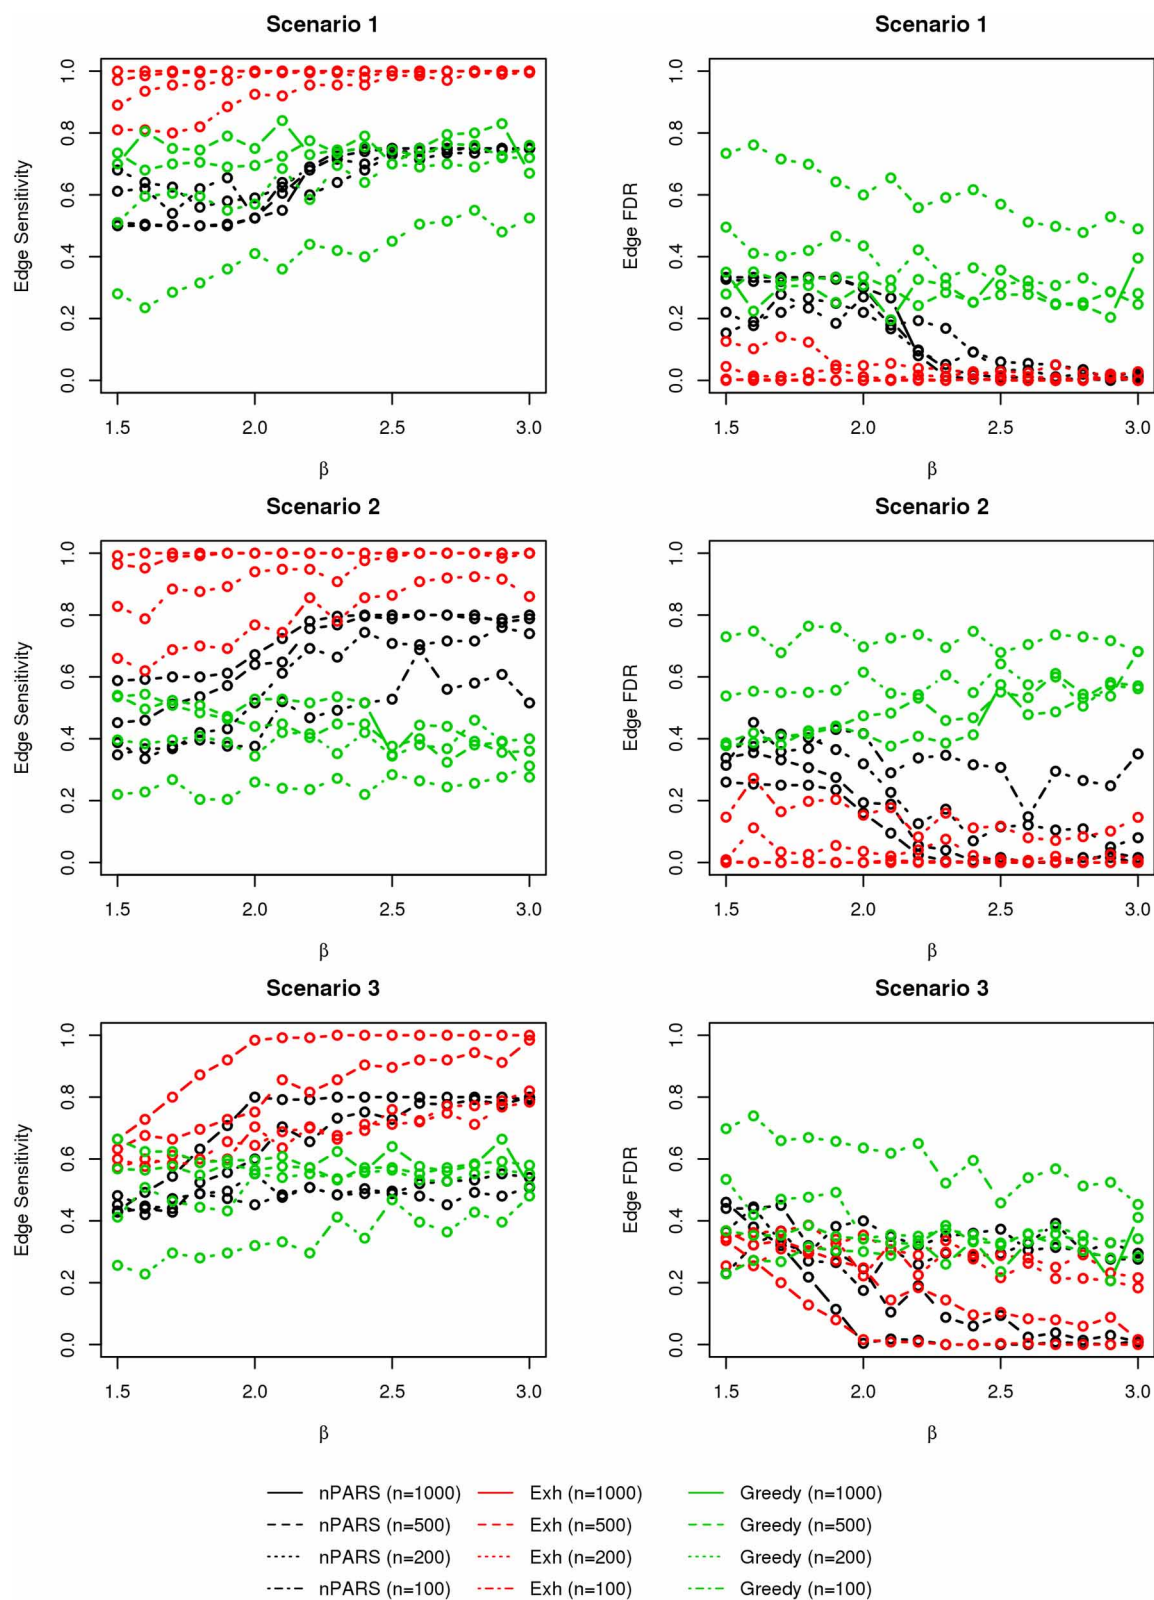 Scenario 1
Scenario 1
Edge Sensitivity
0.0 0.2 0.4 0.6 0.8 1.0
1.5 2.0 2.5 3.0
β
Edge FDR
0.0 0.2 0.4 0.6 0.8 1.0
1.5 2.0 2.5 3.0
β
Scenario 2
Scenario 2
Edge Sensitivity
0.0 0.2 0.4 0.6 0.8 1.0
1.5 2.0 2.5 3.0
β
Edge FDR
0.0 0.2 0.4 0.6 0.8 1.0
1.5 2.0 2.5 3.0
β
Scenario 3
Scenario 3
Edge Sensitivity
0.0 0.2 0.4 0.6 0.8 1.0
1.5 2.0 2.5 3.0
β
Edge FDR
0.0 0.2 0.4 0.6 0.8 1.0
1.5 2.0 2.5 3.0
β
nPARS (n=1000) Exh (n=1000) Greedy (n=1000)
nPARS (n=500) Exh (n=500) Greedy (n=500)
nPARS (n=200) Exh (n=200) Greedy (n=200)
nPARS (n=100) Exh (n=100) Greedy (n=100)